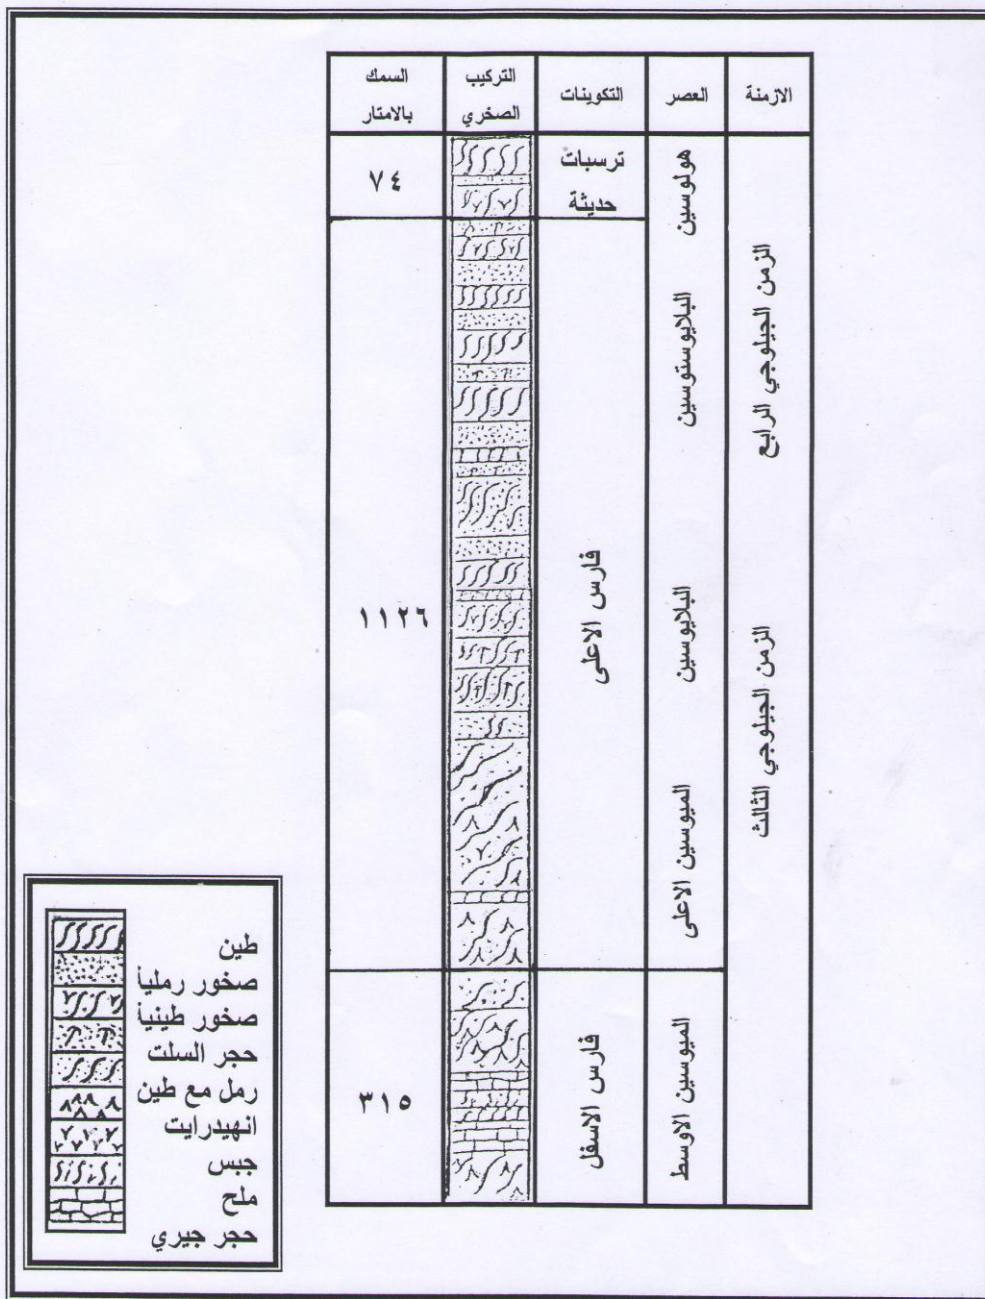 الازمنة
العصر
التكوينات
التركيب
الصخري
السمك
بالامتار
الزمن الجيلوجي الرابع
الزمن الجيلوجي الثالث
هولوسين
البلايوستوسين
البلايوسين
الميوسين الاعلى
الميوسين الاوسط
ترسبات
حديثة
فارس الاعلى
فارس الاسفل
٧٤
١١٢٦
٣١٥
طين
صخور رمليا
صخور طينيا
حجر السلت
رمل مع طين
انهيدرايت
جبس
ملح
حجر جيري